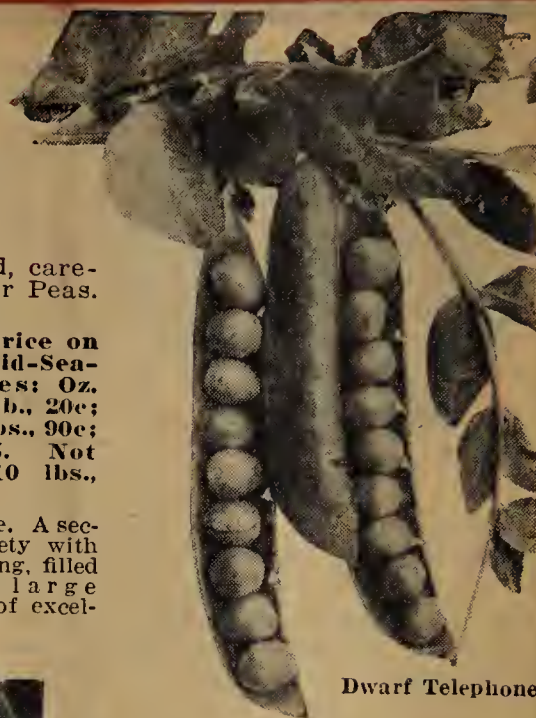 d, care-
r Peas.
rice on
id-Sea-
es: Oz.
b., 20c;
bs., 90c;
Not
0 lbs.,
e. A sec-
ety with
ng, filled
large
of excel-
Dwarf Telephone